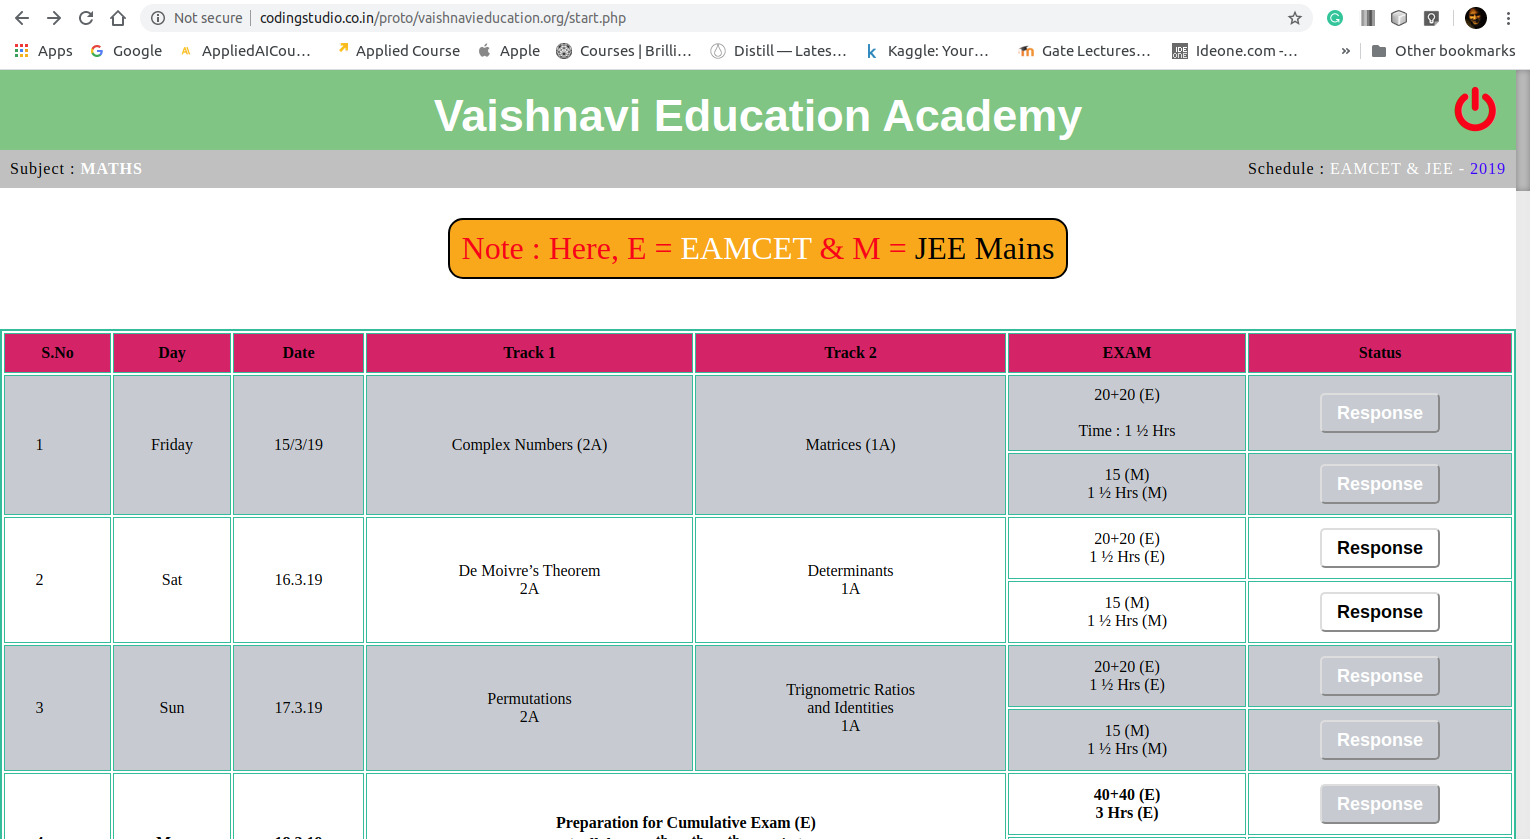 Not secure | codingstudio.co.in/proto/vaishnavieducation.org/start.php
Apps Google AppliedAICou… Applied Course Apple Courses | Brilli… Distill — Lates… Kaggle: Your… Gate Lectures… Ideone.com -… » Other bookmarks
Vaishnavi Education Academy
Subject : MATHS Schedule : EAMCET & JEE - 2019
Note : Here, E = EAMCET & M = JEE Mains
S.No Day Date Track 1 Track 2 EXAM Status
1 Friday 15/3/19 Complex Numbers (2A) Matrices (1A)
20+20 (E)
Time : 1 ½ Hrs
Response
15 (M)
1 ½ Hrs (M)
Response
2 Sat 16.3.19
De Moivre’s Theorem
2A
Determinants
1A
20+20 (E)
1 ½ Hrs (E)
Response
15 (M)
1 ½ Hrs (M)
Response
3 Sun 17.3.19
Permutations
2A
Trignometric Ratios
and Identities
1A
20+20 (E)
1 ½ Hrs (E)
Response
15 (M)
1 ½ Hrs (M)
Response
Preparation for Cumulative Exam (E)
40+40 (E)
3 Hrs (E)
Response